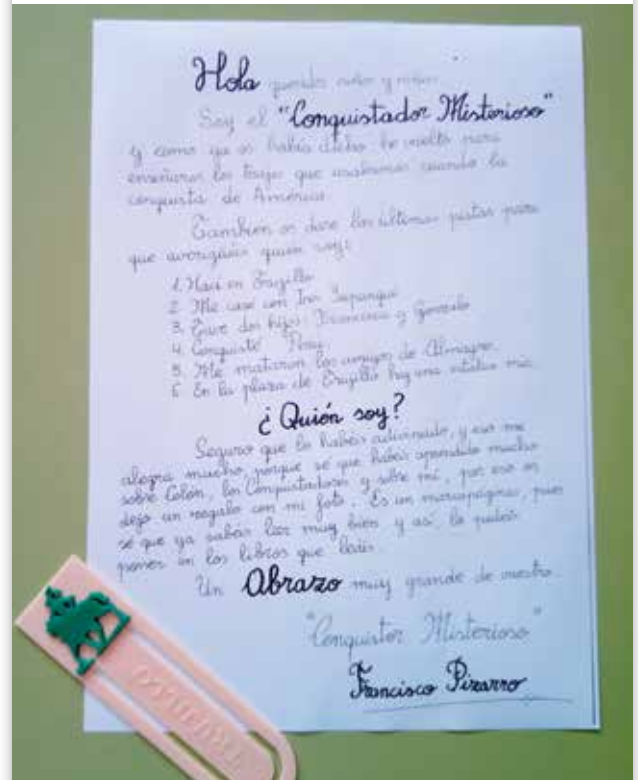 Hola queridos niños y niñas:
Soy el "Conquistador Misterioso"
y como ya os había dicho he vuelto para
enseñaros los trajes que usábamos cuando la
conquista de América.
También os daré las últimas pistas para
que averigüéis quien soy:
1. Nací en Trujillo
2. Me casé con Inés Yupanqui
3. Tuve dos hijos: Francisca y Gonzalo
4. Conquisté Perú.
5. Me mataron los amigos de Almagro.
6 En la plaza de Trujillo hay una estatua mía.
¿Quién soy?
Seguro que lo habéis adivinado, y eso me
alegra mucho porque sé que habéis aprendido mucho
sobre Colón, los Conquistadores y sobre mí, por eso os
dejo un regalo con mi foto. Es un marcapáginas, pues
sé que ya sabéis leer muy bien y así lo podéis
poner en los libros que leáis.
Un Abrazo muy grande de vuestro
"Conquistor Misterioso"
Francisco Pizarro
TRUJILLO